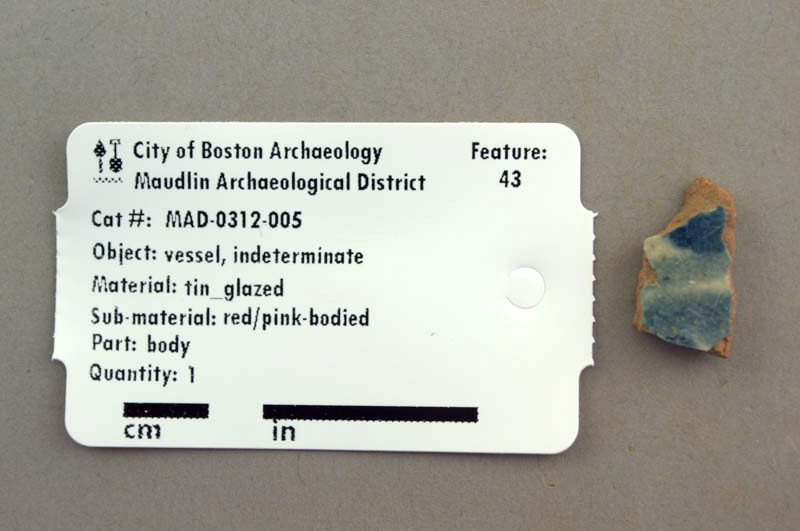 City of Boston Archaeology
Maudlin Archaeological District
Feature:
43
Cat #: MAD-0312-005
Object: vessel, indeterminate
Material: tin_glazed
Sub-material: red/pink-bodied
Part: body
Quantity: 1
cm in